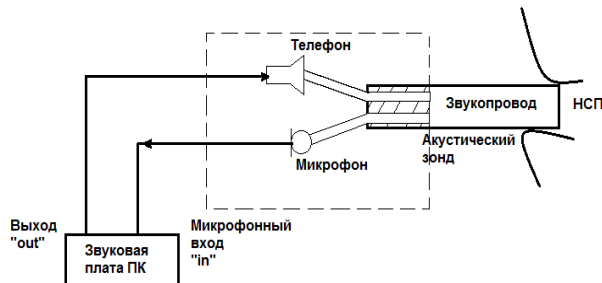 Телефон
Звукопровод
НСП
Акустический
зонд
Микрофон
Выход
"out"
Микрофонный
вход
"in"
Звуковая
плата ПК